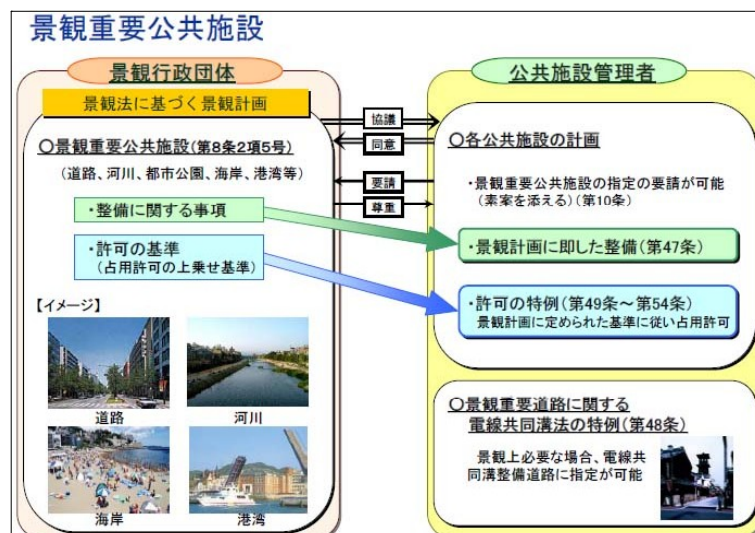 景観重要公共施設
景観行政団体
景観法に基づく景観計画
〇景観重要公共施設(第8条2項5号)
(道路、河川、都市公園、海岸、港湾等)
・整備に関する事項
・許可の基準
(占用許可の上乗せ基準)
【イメージ】
道路
河川
海岸
港湾
協議
同意
要請
尊重
公共施設管理者
〇各公共施設の計画
・景観重要公共施設の指定の要請が可能
(素案を添える)(第10条)
・景観計画に即した整備(第47条)
・許可の特例(第49条～第54条)
景観計画に定められた基準に従い占用許可
〇景観重要道路に関する
電線共同溝法の特例(第48条)
景観上必要な場合、電線共
同溝整備道路に指定が可能